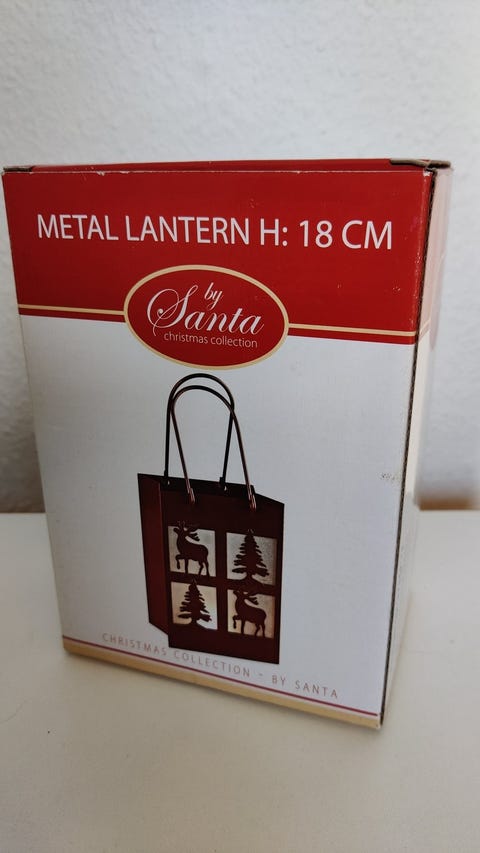 METAL LANTERN H: 18 CM
by
Santa
christmas collection
CHRISTMAS COLLECTION - BY SANTA